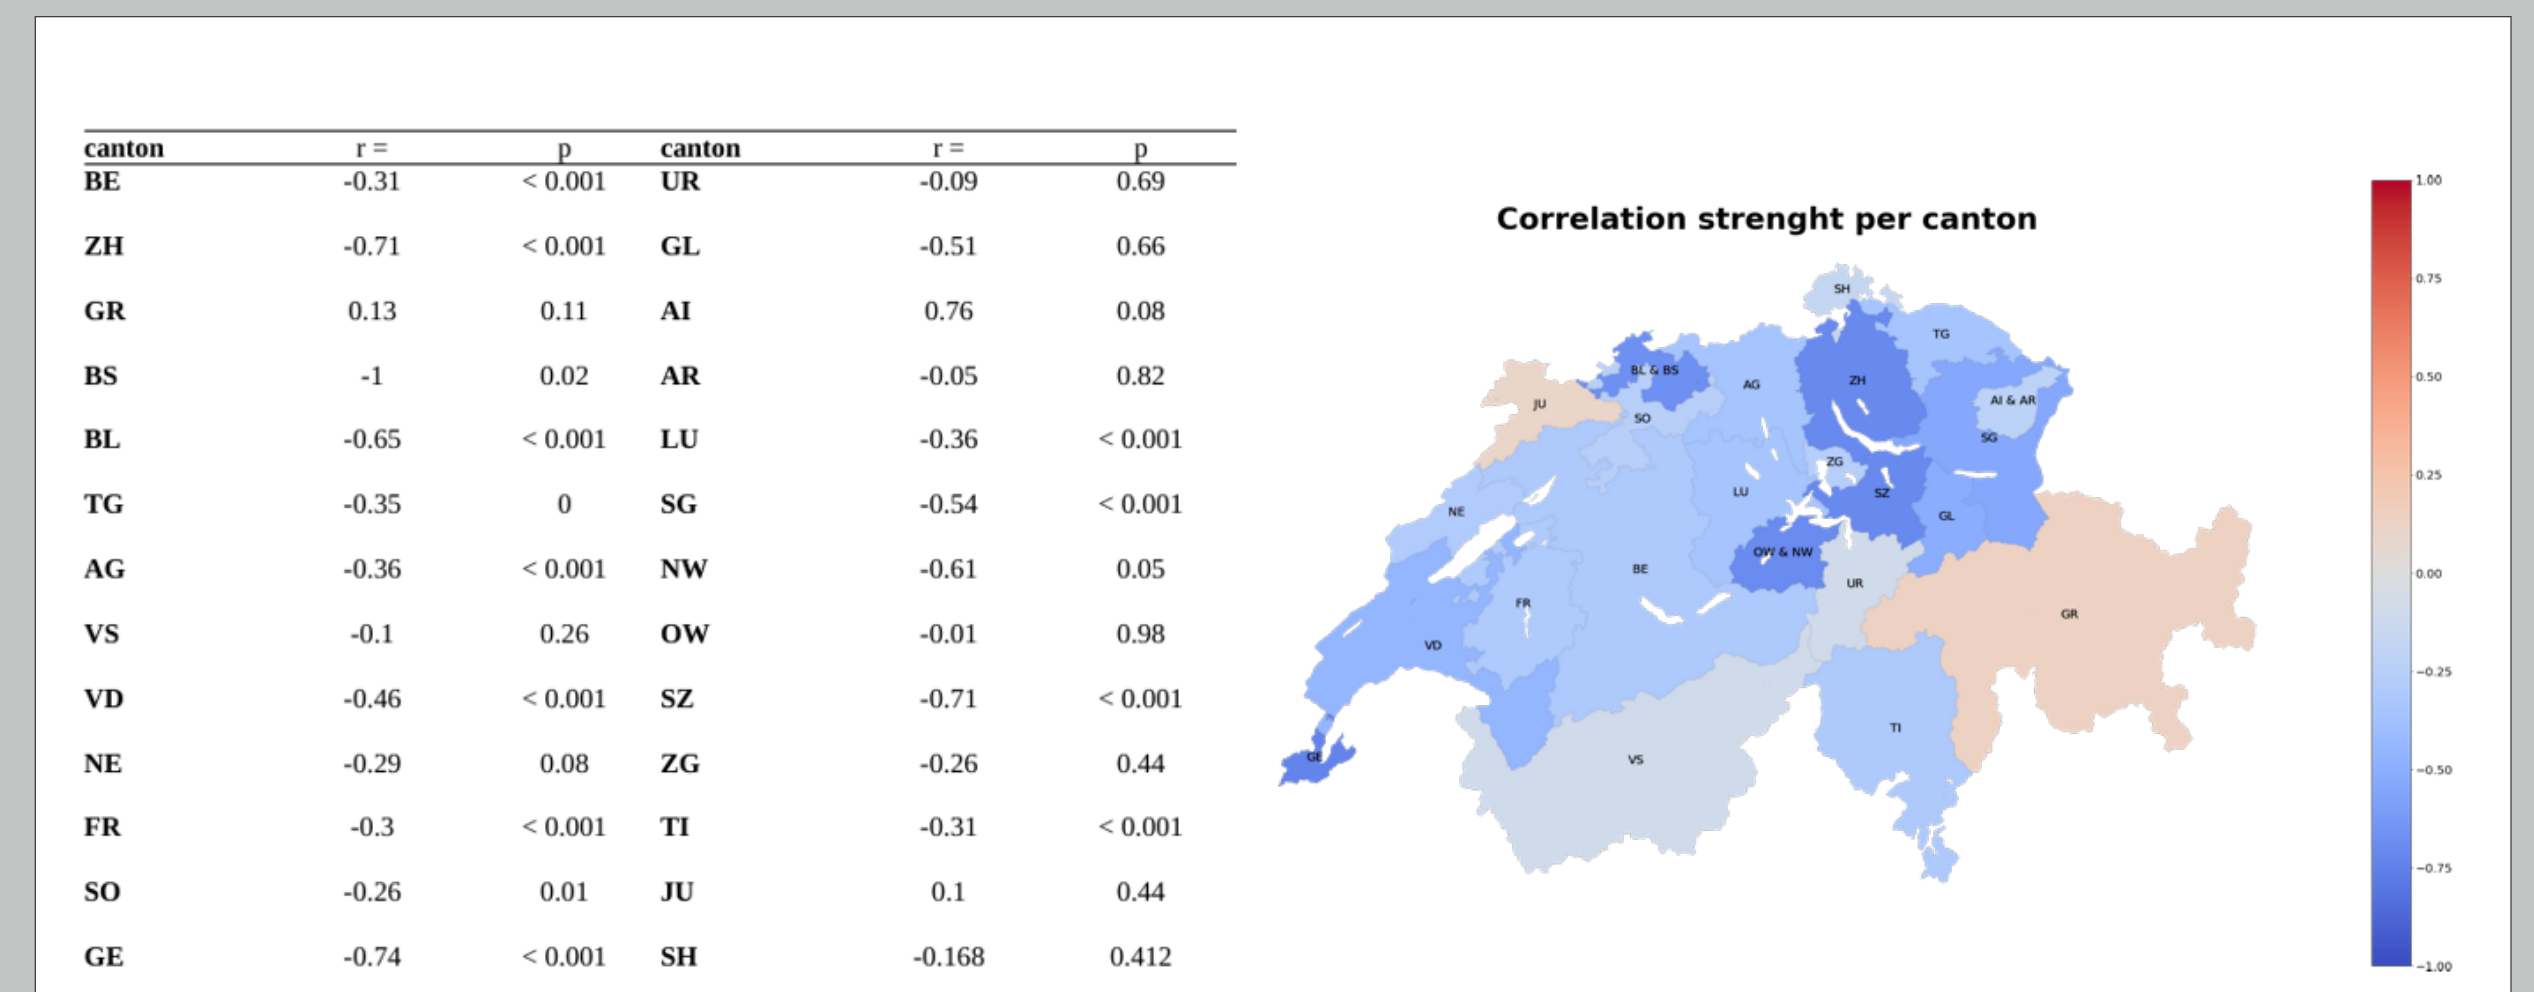 canton r = p canton r = p
BE -0.31 < 0.001 UR -0.09 0.69
ZH -0.71 < 0.001 GL -0.51 0.66
GR 0.13 0.11 AI 0.76 0.08
BS -1 0.02 AR -0.05 0.82
BL -0.65 < 0.001 LU -0.36 < 0.001
TG -0.35 0 SG -0.54 < 0.001
AG -0.36 < 0.001 NW -0.61 0.05
VS -0.1 0.26 OW -0.01 0.98
VD -0.46 < 0.001 SZ -0.71 < 0.001
NE -0.29 0.08 ZG -0.26 0.44
FR -0.3 < 0.001 TI -0.31 < 0.001
SO -0.26 0.01 JU 0.1 0.44
GE -0.74 < 0.001 SH -0.168 0.412
Correlation strenght per canton
SH
TG
BL & BS
ZH
AG
AI & AR
JU
SO
SG
ZG
LU
SZ
NE
GL
OW & NW
BE
UR
FR
GR
VD
TI
GE
VS
1.00
0.75
0.50
0.25
0.00
−0.25
−0.50
−0.75
−1.00